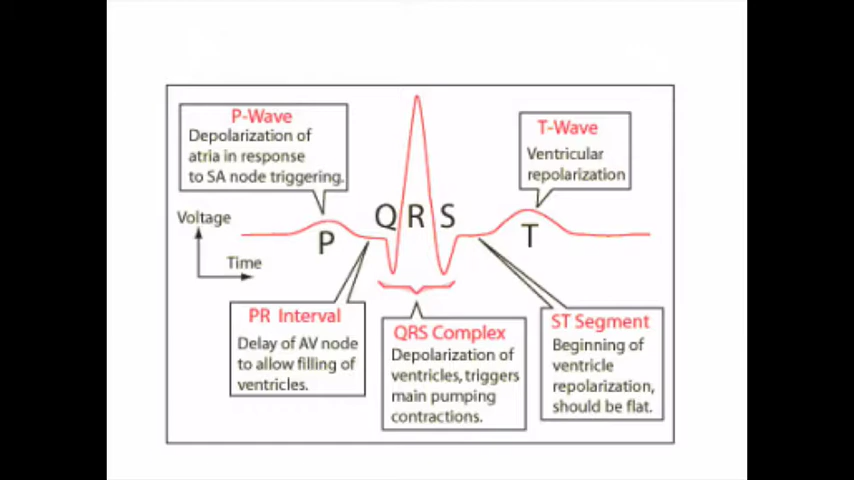 P-Wave
Depolarization of
atria in response
to SA node triggering.
T-Wave
Ventricular
repolarization
Voltage
Time
P
Q R S
T
PR Interval
Delay of AV node
to allow filling of
ventricles.
QRS Complex
Depolarization of
ventricles, triggers
main pumping
contractions.
ST Segment
Beginning of
ventricle
repolarization,
should be flat.